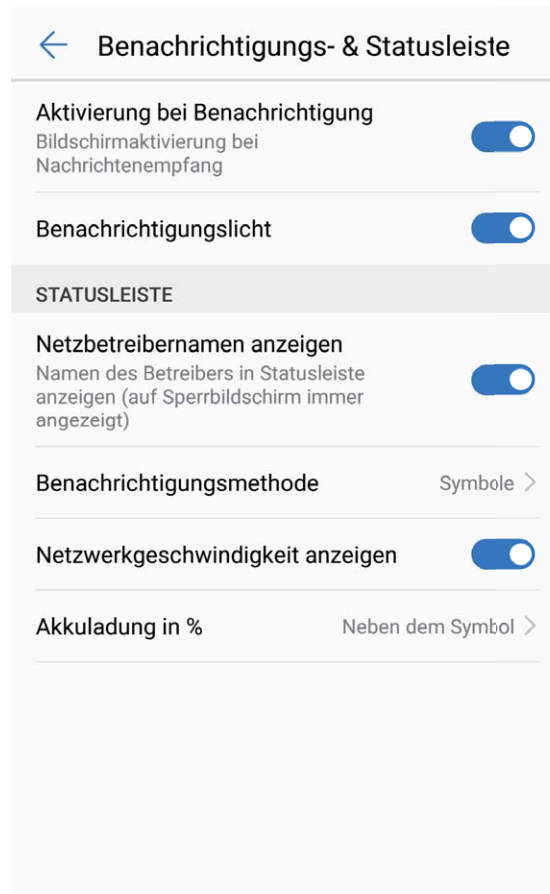 Benachrichtigungs- & Statusleiste
Aktivierung bei Benachrichtigung
Bildschirmaktivierung bei
Nachrichtenempfang
Benachrichtigungslicht
STATUSLEISTE
Netzbetreibernamen anzeigen
Namen des Betreibers in Statusleiste
anzeigen (auf Sperrbildschirm immer
angezeigt)
Benachrichtigungsmethode Symbole
Netzwerkgeschwindigkeit anzeigen
Akkuladung in % Neben dem Symbol